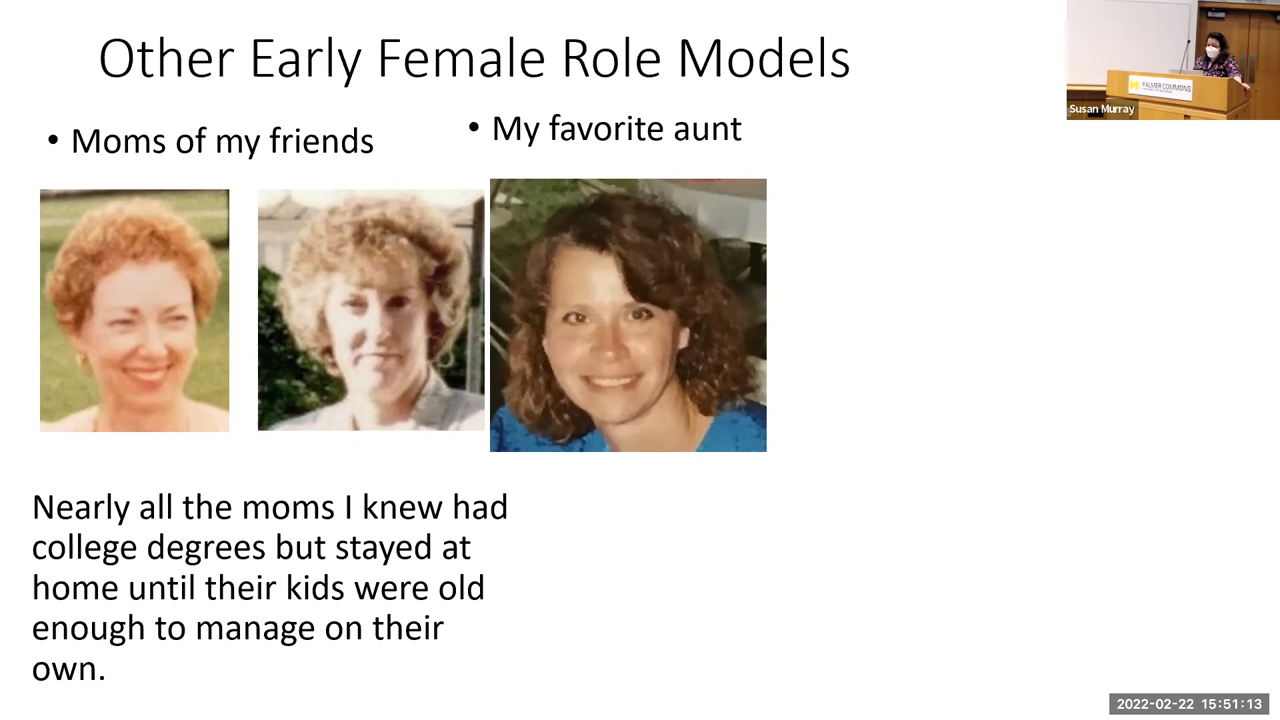 Other Early Female Role Models
• Moms of my friends
• My favorite aunt
Nearly all the moms I knew had
college degrees but stayed at
home until their kids were old
enough to manage on their
own.
PALMER COMMONS
Susan Murray
2022-02-22 15:51:13